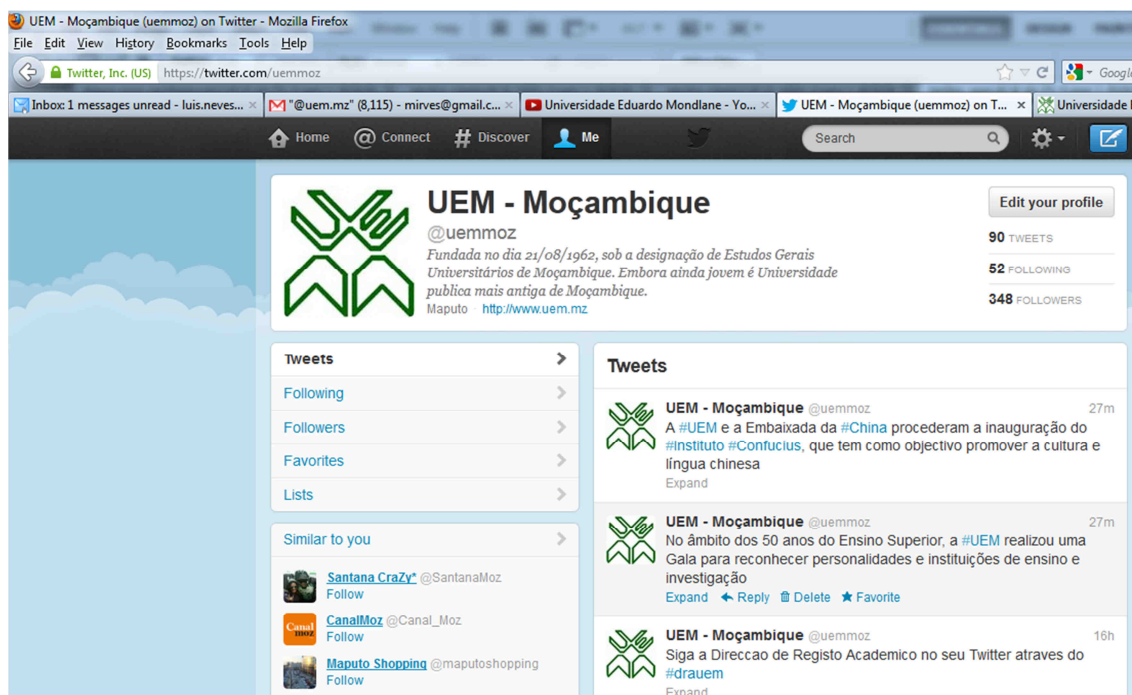 UEM - Moçambique (uemmoz) on Twitter - Mozilla Firefox
File Edit View History Bookmarks Tools Help
Twitter, Inc. (US) https://twitter.com/uemmoz
Google
Inbox: 1 messages unread - luis.neves...
"@uem.mz" (8,115) - mirves@gmail.c...
Universidade Eduardo Mondlane - Yo...
UEM - Moçambique (uemmoz) on T...
Universidade
Home Connect Discover Me
Search
UEM - Moçambique
@uemmoz
Fundada no dia 21/08/1962, sob a designação de Estudos Gerais
Universitários de Moçambique. Embora ainda jovem é Universidade
publica mais antiga de Moçambique.
Maputo · http://www.uem.mz
Edit your profile
90 TWEETS
52 FOLLOWING
348 FOLLOWERS
Tweets
Following
Followers
Favorites
Lists
Similar to you
Santana CraZy* @SantanaMoz
Follow
Canal
moz
CanalMoz @Canal_Moz
Follow
Maputo Shopping @maputoshopping
Follow
Tweets
UEM - Moçambique @uemmoz 27m
A #UEM e a Embaixada da #China procederam a inauguração do
#Instituto #Confucius, que tem como objectivo promover a cultura e
língua chinesa
Expand
UEM - Moçambique @uemmoz 27m
No âmbito dos 50 anos do Ensino Superior, a #UEM realizou uma
Gala para reconhecer personalidades e instituições de ensino e
investigação
Expand Reply Delete Favorite
UEM - Moçambique @uemmoz 16h
Siga a Direccao de Registo Academico no seu Twitter atraves do
#drauem
Expand